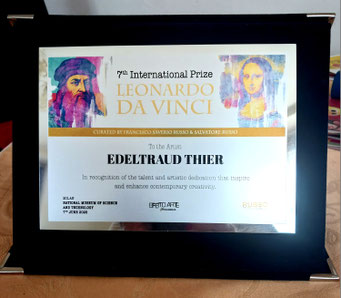 7th International Prize
LEONARDO
DA VINCI
CURATED BY FRANCESCO SAVERIO RUSSO & SALVATORE RUSSO
To the Artist
EDELTRAUD THIER
In recognition of the talent and artistic dedication that inspire
and enhance contemporary creativity.
MILAN
NATIONAL MUSEUM OF SCIENCE
AND TECHNOLOGY
EFFETTO ARTE